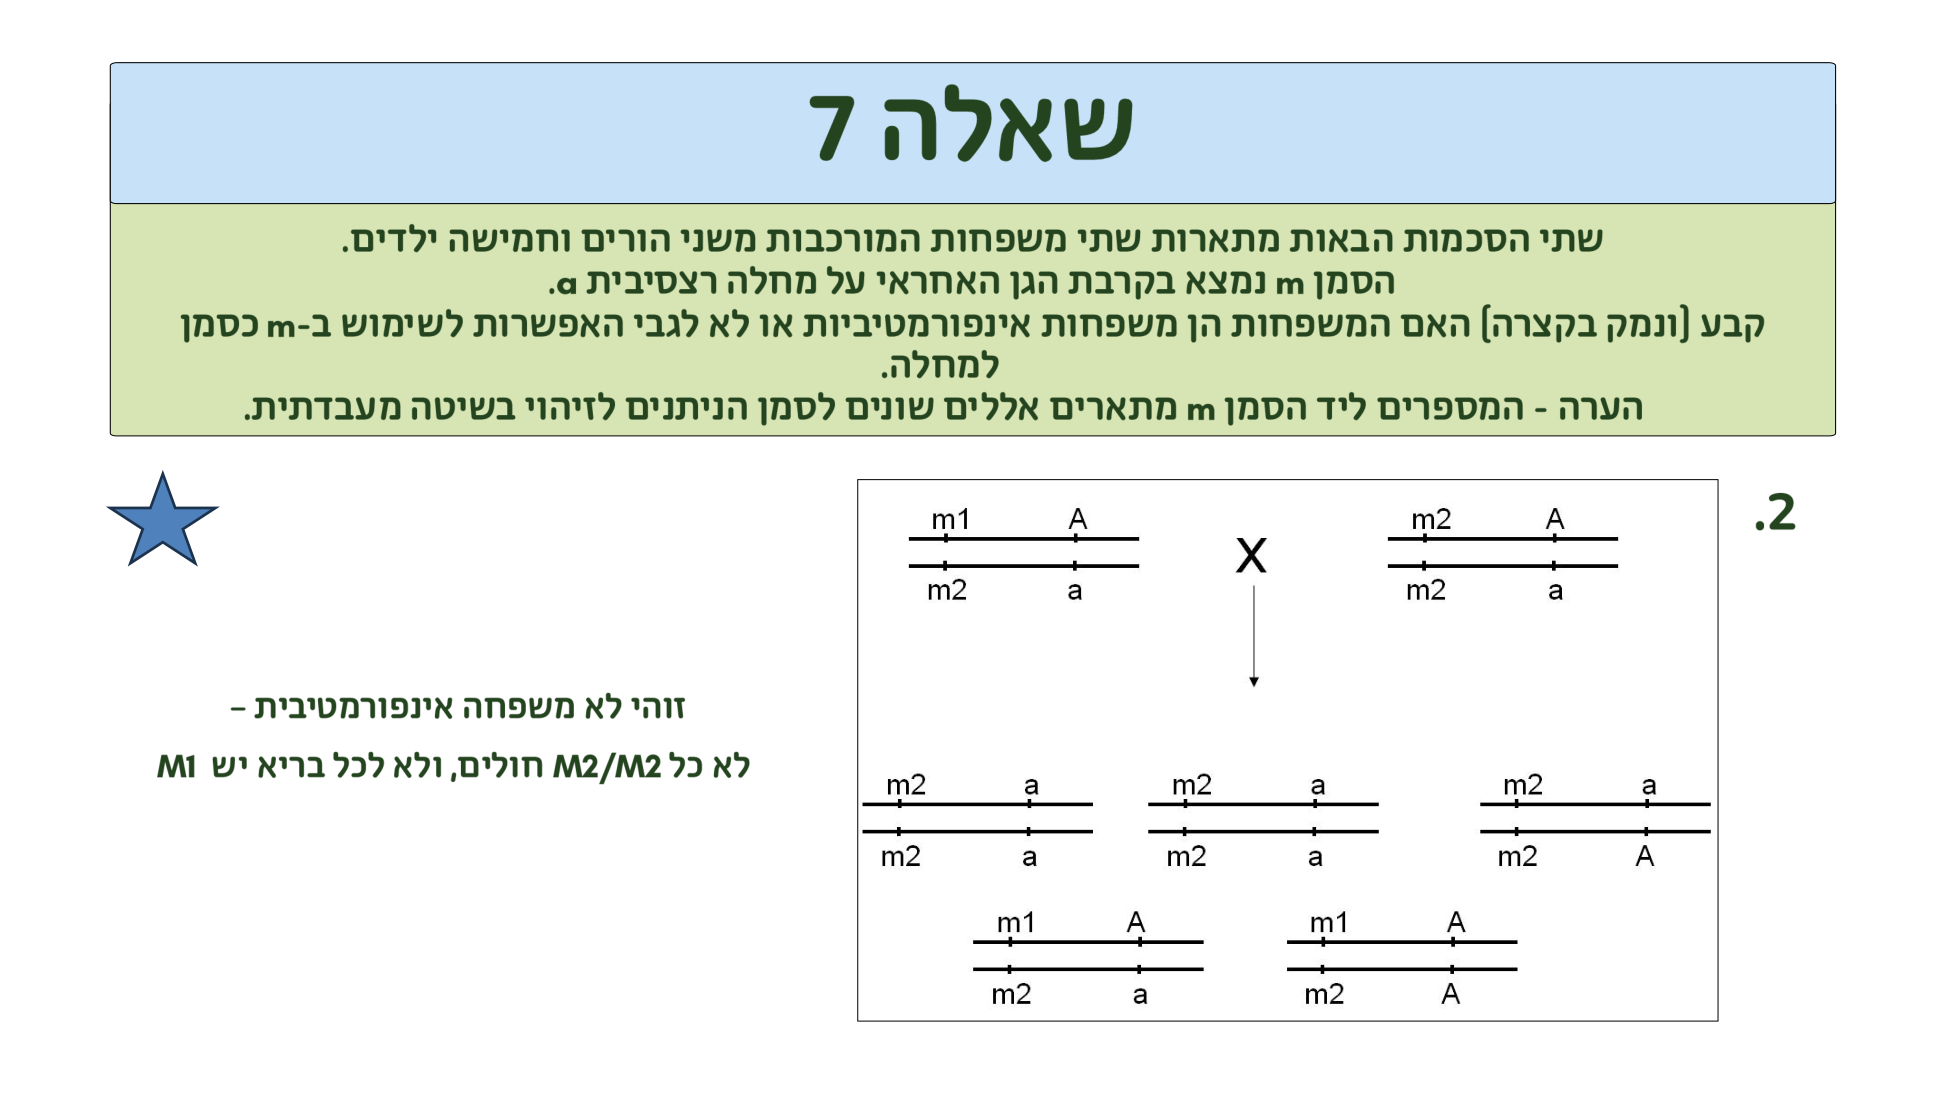 שאלה 7
שתי הסכמות הבאות מתארות שתי משפחות המורכבות משני הורים וחמישה ילדים.
הסמן m נמצא בקרבת הגן האחראי על מחלה רצסיבית a.
קבע (ונמק בקצרה) האם המשפחות הן משפחות אינפורמטיביות או לא לגבי האפשרות לשימוש ב-m כסמן
למחלה.
הערה - המספרים ליד הסמן m מתארים אללים שונים לסמן הניתנים לזיהוי בשיטה מעבדתית.
2.
m1 A m2 A
X
m2 a m2 a
זוהי לא משפחה אינפורמטיבית –
לא כל M2/M2 חולים, ולא לכל בריא יש M1
m2 a m2 a m2 a
m2 a m2 a m2 A
m1 A m1 A
m2 a m2 A